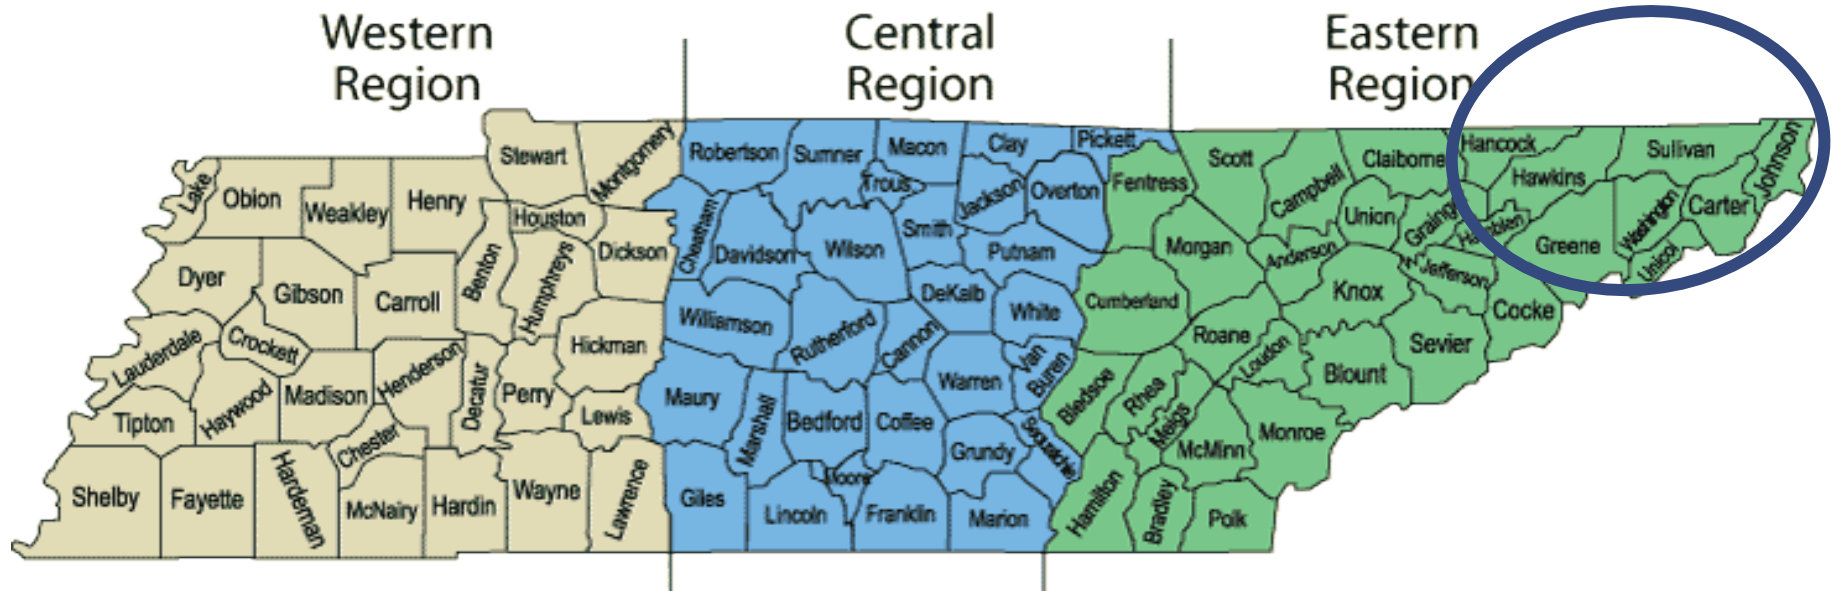 Western
Region
Central
Region
Eastern
Region
Lake
Obion
Weakley
Henry
Stewart
Montgomery
Houston
Dickson
Humphreys
Benton
Dyer
Gibson
Carroll
Crockett
Lauderdale
Haywood
Madison
Henderson
Decatur
Perry
Hickman
Lewis
Tipton
Chester
Shelby
Fayette
Hardeman
McNairy
Hardin
Wayne
Lawrence
Robertson
Sumner
Macon
Trous
Clay
Pickett
Jackson
Overton
Cheatham
Davidson
Wilson
Smith
Putnam
DeKalb
White
Williamson
Rutherford
Cannon
Van
Buren
Warren
Maury
Marshall
Bedford
Coffee
Grundy
Sequatchie
Moore
Giles
Lincoln
Franklin
Marion
Fentress
Scott
Campbell
Claiborne
Hancock
Hawkins
Sullivan
Johnson
Carter
Washington
Unicoi
Greene
Hamblen
Union
Morgan
Anderson
Jefferson
Knox
Cumberland
Cocke
Roane
Loudon
Sevier
Blount
Bledsoe
Rhea
Meigs
McMinn
Monroe
Hamilton
Bradley
Polk